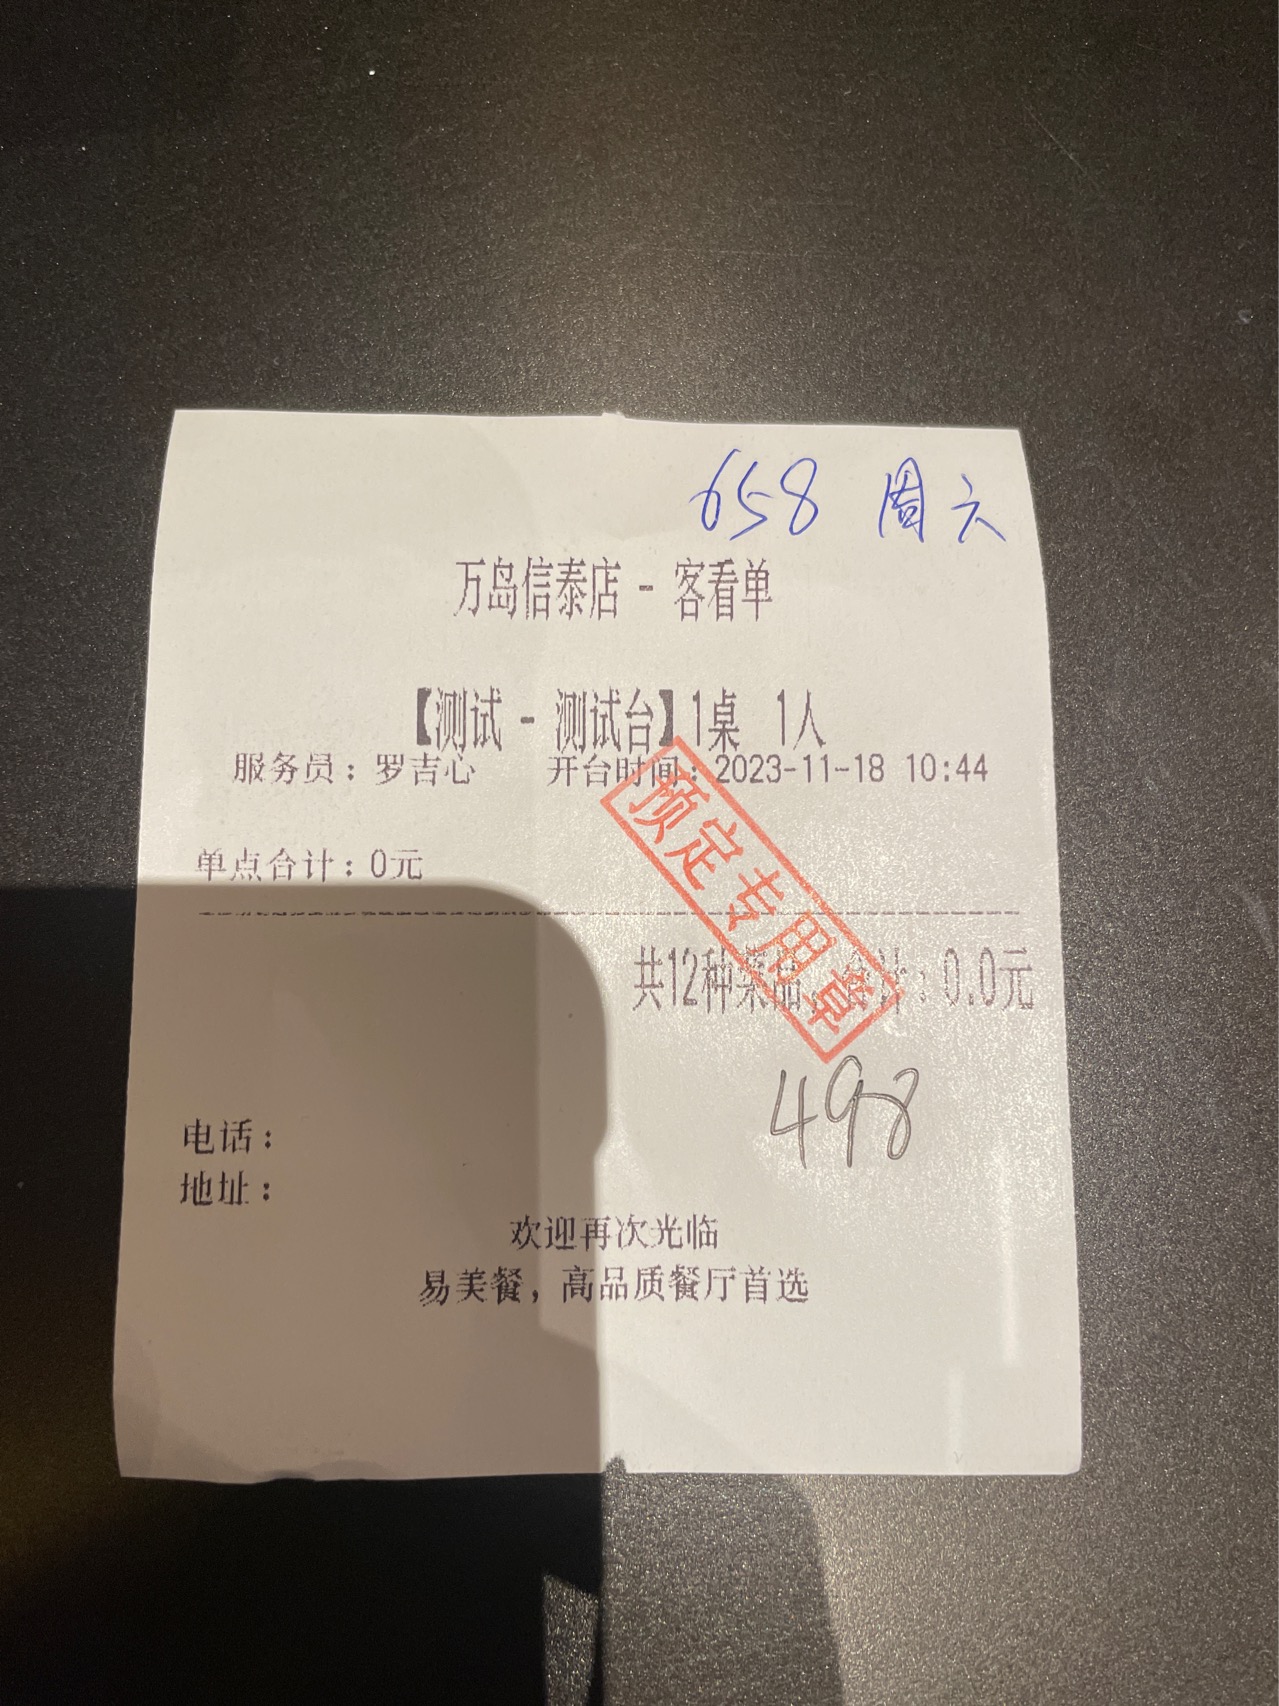 658 周六
万岛信泰店 - 客看单
【测试 - 测试台】1桌 1人
服务员：罗吉心 开台时间：2023-11-18 10:44
预定专用章
单点合计：0元
共12种菜品，合计：0.0元
498
电话：
地址：
欢迎再次光临
易美餐，高品质餐厅首选